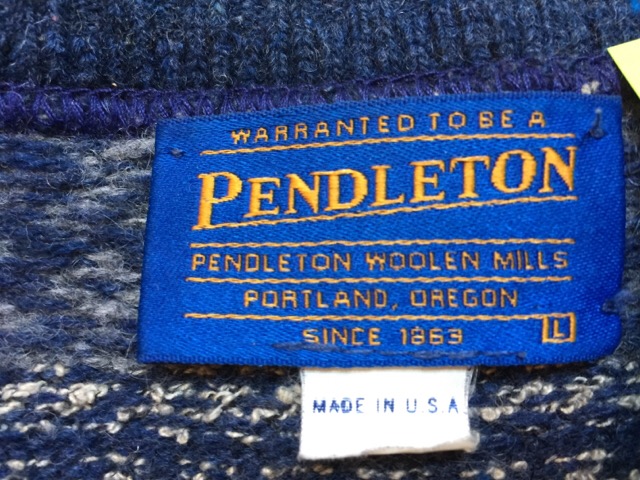 WARRANTED TO BE A
PENDLETON
PENDLETON WOOLEN MILLS
PORTLAND, OREGON
SINCE 1863
L
MADE IN U.S.A.